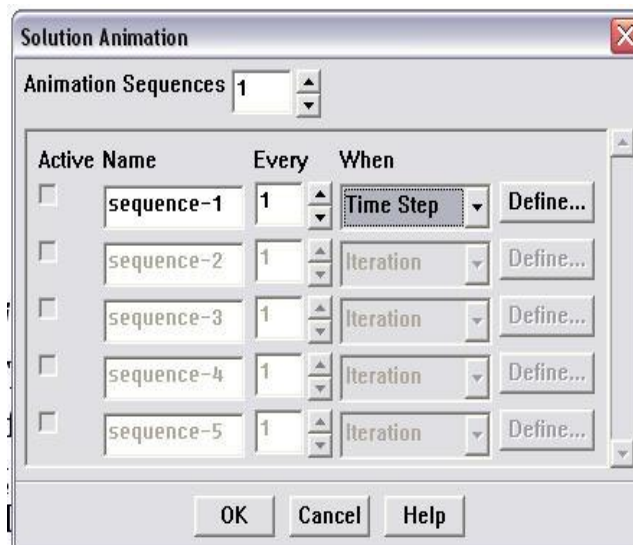 Solution Animation
Animation Sequences 1
Active Name Every When
sequence-1 1 Time Step Define...
sequence-2 1 Iteration Define...
sequence-3 1 Iteration Define...
sequence-4 1 Iteration Define...
sequence-5 1 Iteration Define...
OK Cancel Help